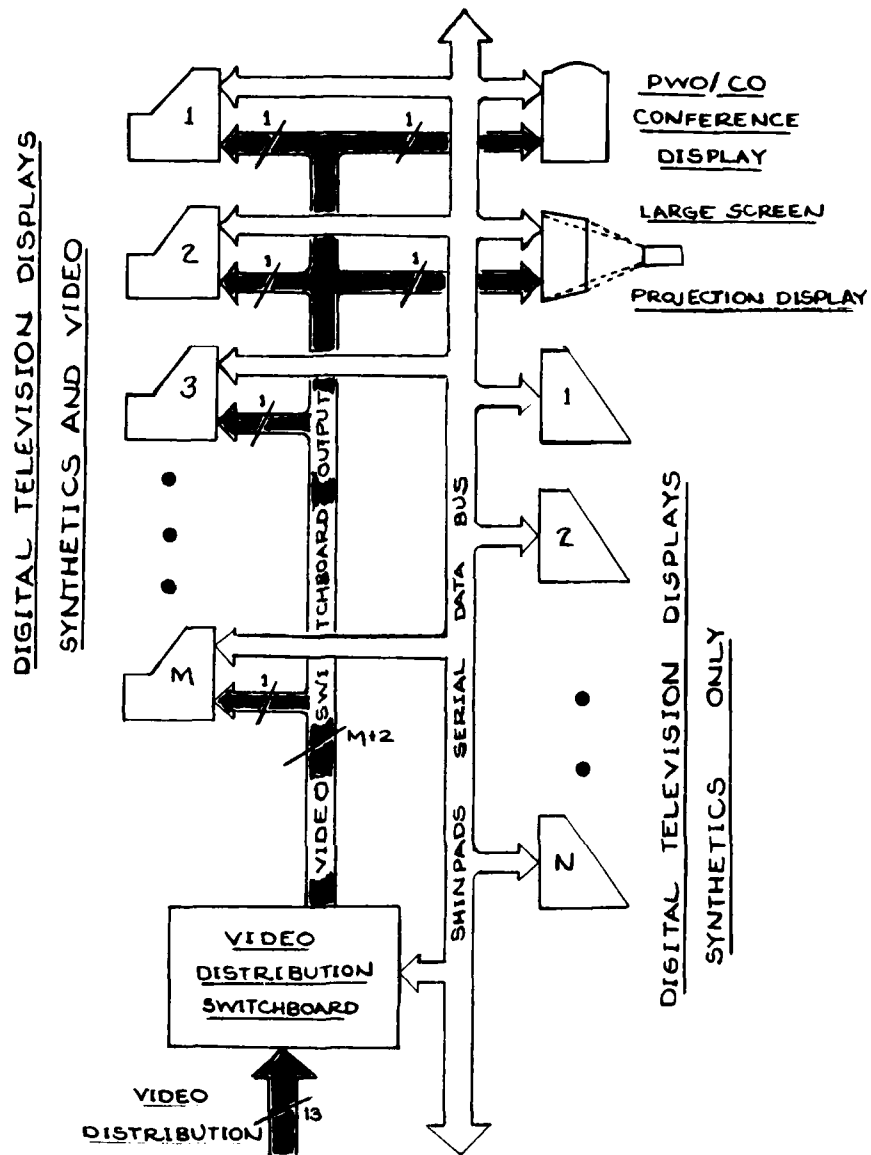 PWO/CO
CONFERENCE
DISPLAY
1
1
1
LARGE SCREEN
PROJECTION DISPLAY
2
1
1
DIGITAL TELEVISION DISPLAYS
SYNTHETICS AND VIDEO
3
1
1
2
M
1
M+2
VIDEO SWITCHBOARD OUTPUT
SHINPADS SERIAL DATA BUS
DIGITAL TELEVISION DISPLAYS
SYNTHETICS ONLY
N
VIDEO
DISTRIBUTION
SWITCHBOARD
VIDEO
DISTRIBUTION
13